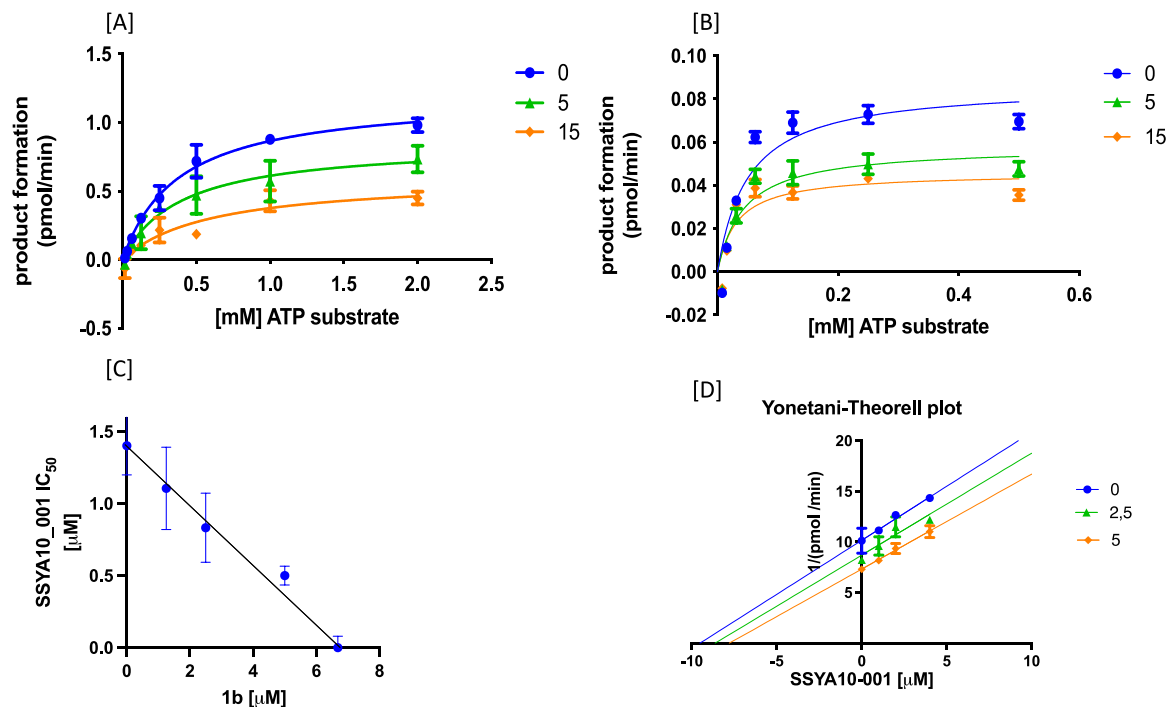 [A]
product formation
(pmol/min)
1.5
1.0
0.5
0.0
-0.5
0.5
1.0
1.5
2.0
2.5
[mM] ATP substrate
0
5
15
[B]
product formation
(pmol/min)
0.10
0.08
0.06
0.04
0.02
0.00
-0.02
0.2
0.4
0.6
[mM] ATP substrate
0
5
15
[C]
SSYA10_001 IC50
[μM]
1.5
1.0
0.5
0.0
0
2
4
6
8
1b [μM]
[D]
Yonetani-Theorell plot
1/(pmol /min)
20
15
10
5
-10
-5
0
5
10
SSYA10-001 [μM]
0
2,5
5